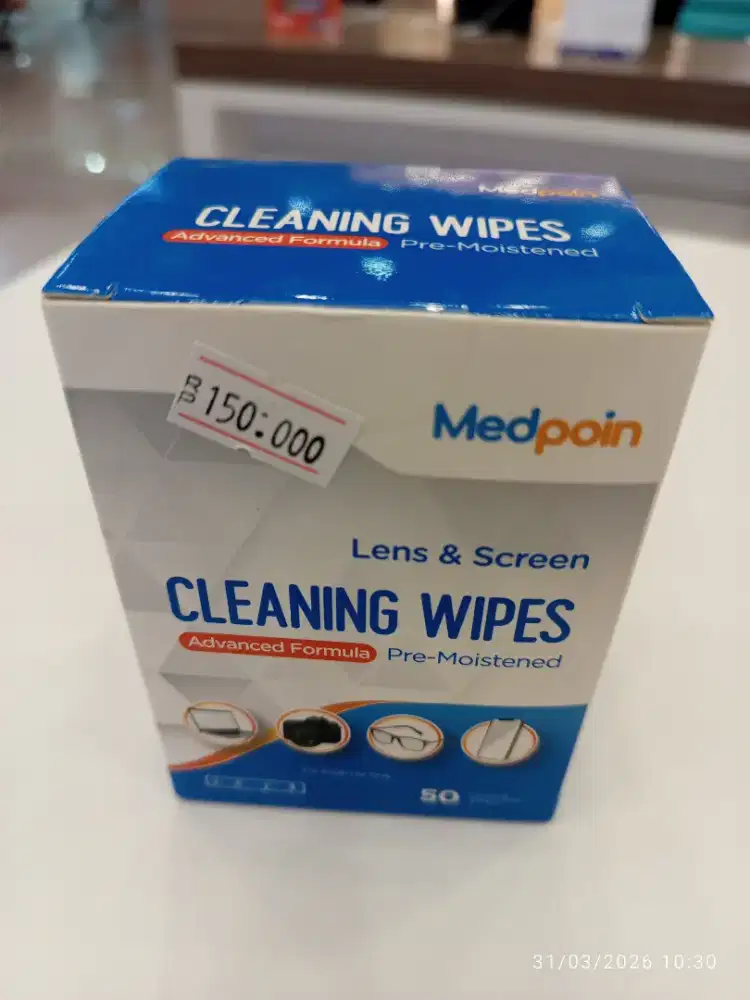 Medpoin
CLEANING WIPES
Advanced Formula Pre-Moistened
RP 150:000
Medpoin
Lens & Screen
CLEANING WIPES
Advanced Formula Pre-Moistened
50
31/03/2026 10:30